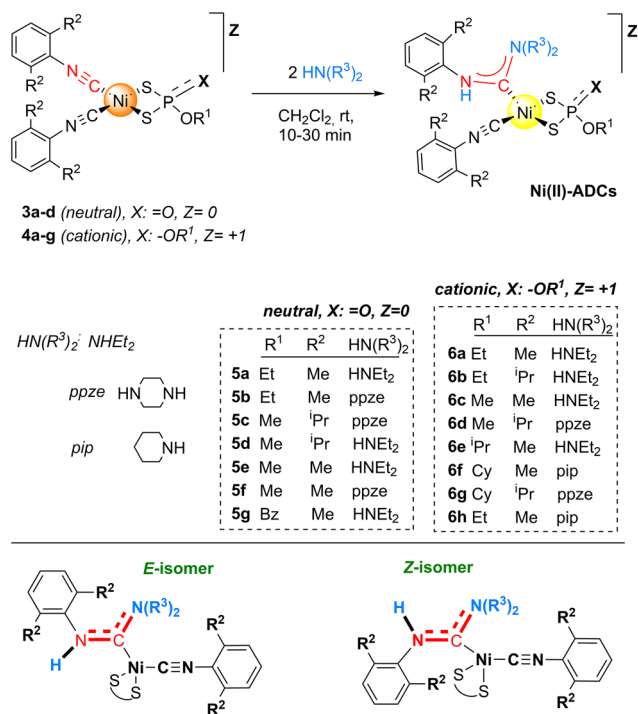 R²
Z
N≡C
Ni
S
S
P
X
OR¹
R²
N≡C
R²
R²
2 HN(R³)₂
CH₂Cl₂, rt,
10-30 min
R²
N(R³)₂
Z
R²
N
H
C
Ni
S
S
P
X
OR¹
N≡C
R²
R²
3a-d (neutral), X: =O, Z= 0
4a-g (cationic), X: -OR¹, Z= +1
Ni(II)-ADCs
HN(R³)₂: NHEt₂
ppze HN NH
pip NH
neutral, X: =O, Z=0
R¹ R² HN(R³)₂
5a Et Me HNEt₂
5b Et Me ppze
5c Me ⁱPr ppze
5d Me ⁱPr HNEt₂
5e Me Me HNEt₂
5f Me Me ppze
5g Bz Me HNEt₂
cationic, X: -OR¹, Z= +1
R¹ R² HN(R³)₂
6a Et Me HNEt₂
6b Et ⁱPr HNEt₂
6c Me Me HNEt₂
6d Me ⁱPr ppze
6e ⁱPr Me HNEt₂
6f Cy Me pip
6g Cy ⁱPr ppze
6h Et Me pip
E-isomer
R²
N(R³)₂
R²
N
C
H
Ni
C≡N
S
S
R²
R²
Z-isomer
H
N(R³)₂
R²
N
C
R²
Ni
C≡N
S
S
R²
R²